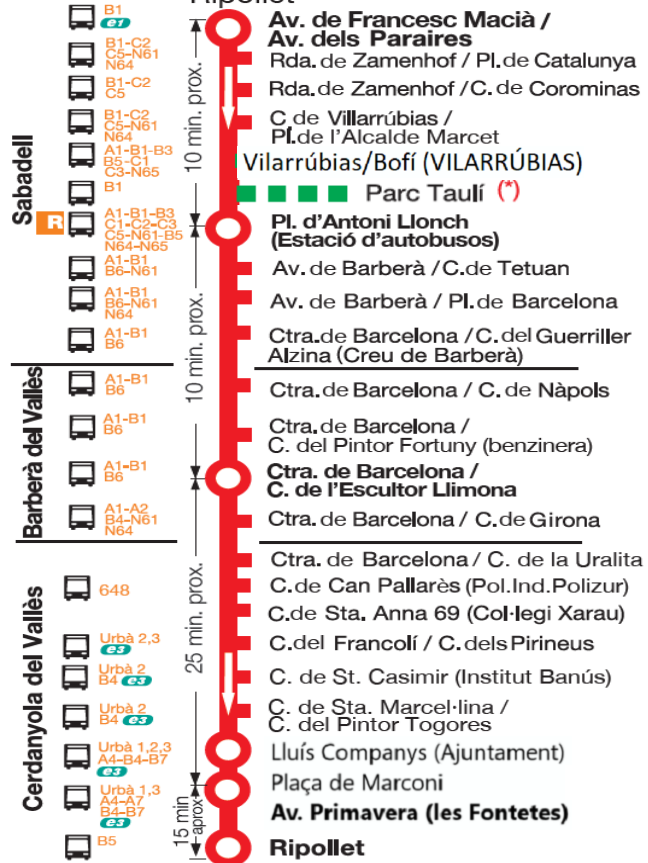 Ripollet
B1
e1
Av. de Francesc Macià /
Av. dels Paraires
B1-C2
C5-N61
N64
Rda. de Zamenhof / Pl. de Catalunya
B1-C2
C5
Rda. de Zamenhof / C. de Corominas
B1-C2
C5-N61
N64
C de Villarrúbias /
Pl. de l'Alcalde Marcet
A1-B1-B3
B5-C1
C3-N65
Vilarrúbias/Bofí (VILARRÚBIAS)
B1
Parc Taulí (*)
10 min. prox.
Sabadell
R
A1-B1-B3
C1-C2-C3
C5-N61-B5
N64-N65
Pl. d'Antoni Llonch
(Estació d'autobusos)
A1-B1
B6-N61
Av. de Barberà / C. de Tetuan
A1-B1
B6-N61
N64
Av. de Barberà / Pl. de Barcelona
A1-B1
B6
Ctra. de Barcelona / C. del Guerriller
Alzina (Creu de Barberà)
10 min. prox.
Barberà del Vallès
A1-B1
B6
Ctra. de Barcelona / C. de Nàpols
A1-B1
B6
Ctra. de Barcelona /
C. del Pintor Fortuny (benzinera)
A1-B1
B6
Ctra. de Barcelona /
C. de l'Escultor Llimona
A1-A2
B4-N61
N64
Ctra. de Barcelona / C. de Girona
25 min. prox.
Cerdanyola del Vallès
Ctra. de Barcelona / C. de la Uralita
648
C. de Can Pallarès (Pol.Ind.Polizur)
C. de Sta. Anna 69 (Col·legi Xarau)
Urbà 2,3
e3
C. del Francolí / C. dels Pirineus
Urbà 2
B4 e3
C. de St. Casimir (Institut Banús)
Urbà 2
B4 e3
C. de Sta. Marcel·lina /
C. del Pintor Togores
Urbà 1,2,3
A4-B4-B7
e3
Lluís Companys (Ajuntament)
Urbà 1,3
A4-A7
B4-B7
e3
Plaça de Marconi
Av. Primavera (les Fontetes)
15 min
aprox
B5
Ripollet